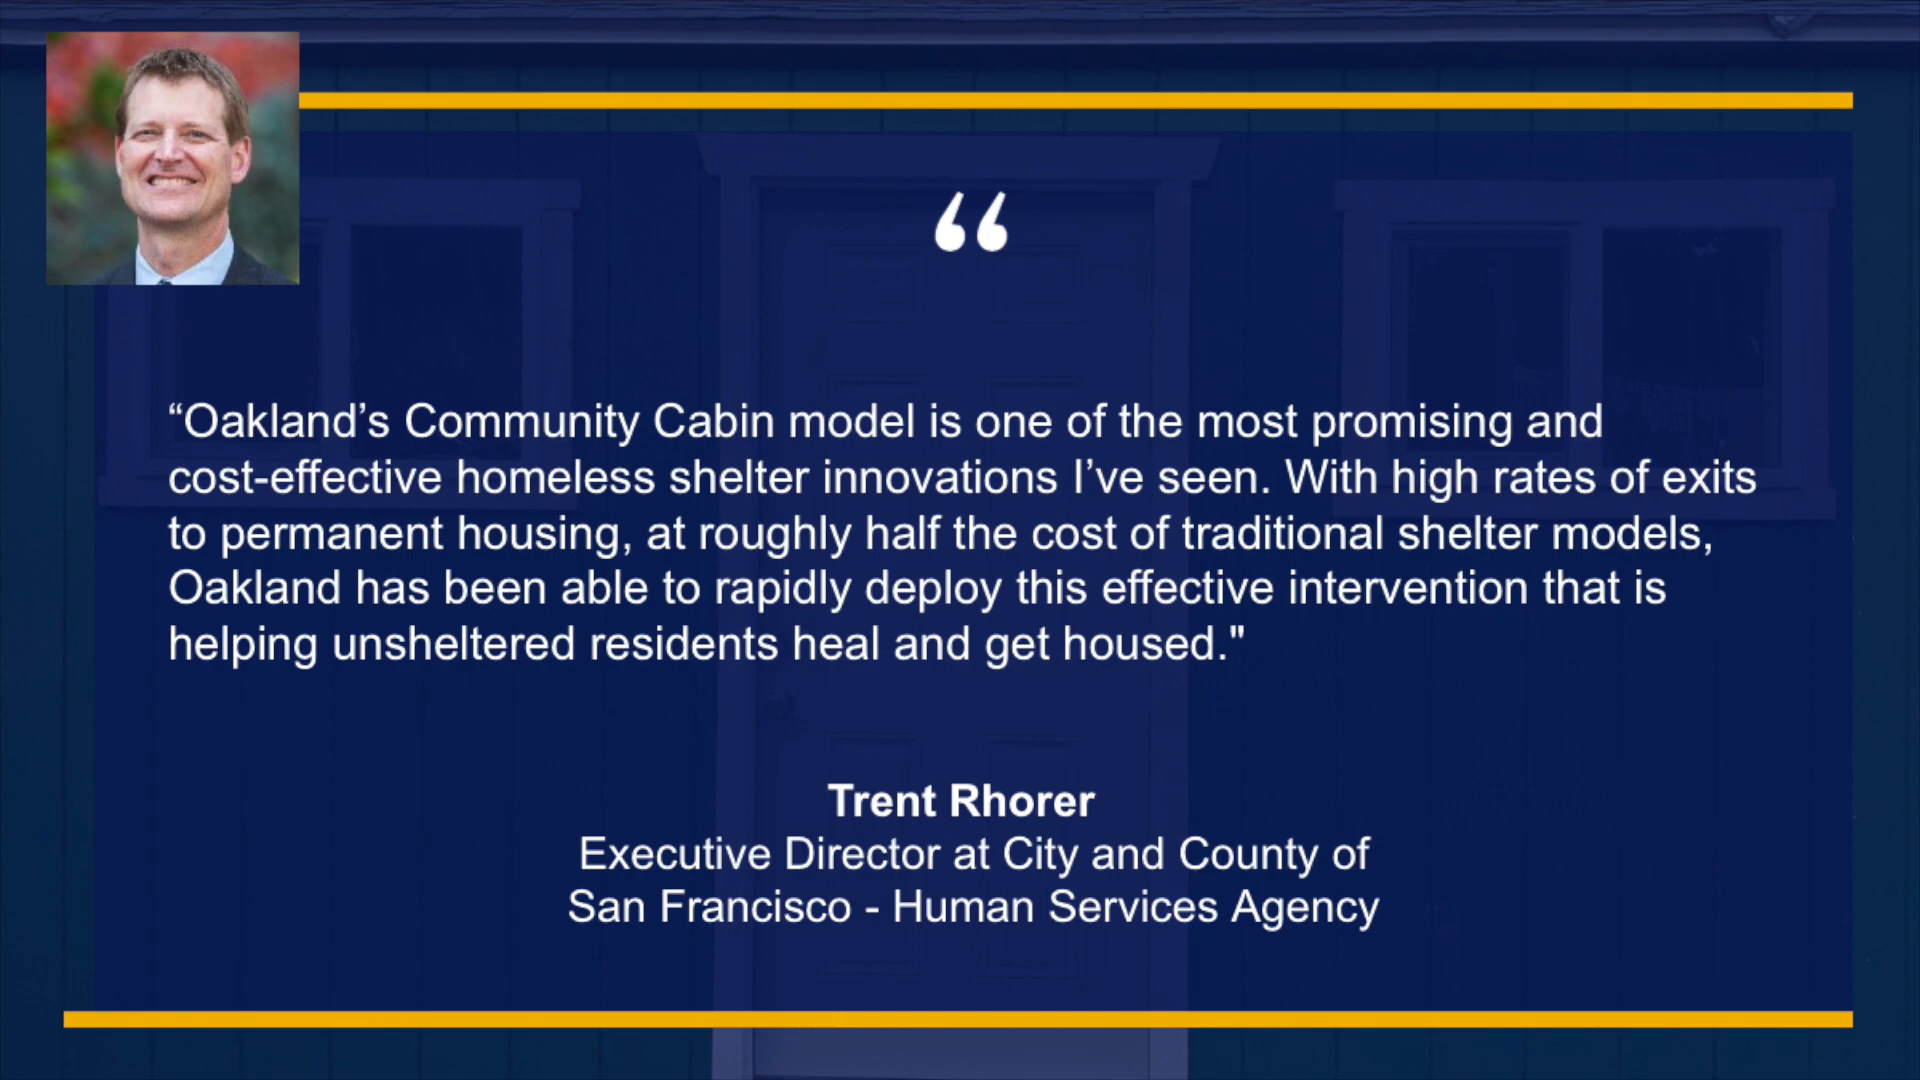 “
“Oakland’s Community Cabin model is one of the most promising and
cost-effective homeless shelter innovations I’ve seen. With high rates of exits
to permanent housing, at roughly half the cost of traditional shelter models,
Oakland has been able to rapidly deploy this effective intervention that is
helping unsheltered residents heal and get housed."
Trent Rhorer
Executive Director at City and County of
San Francisco - Human Services Agency